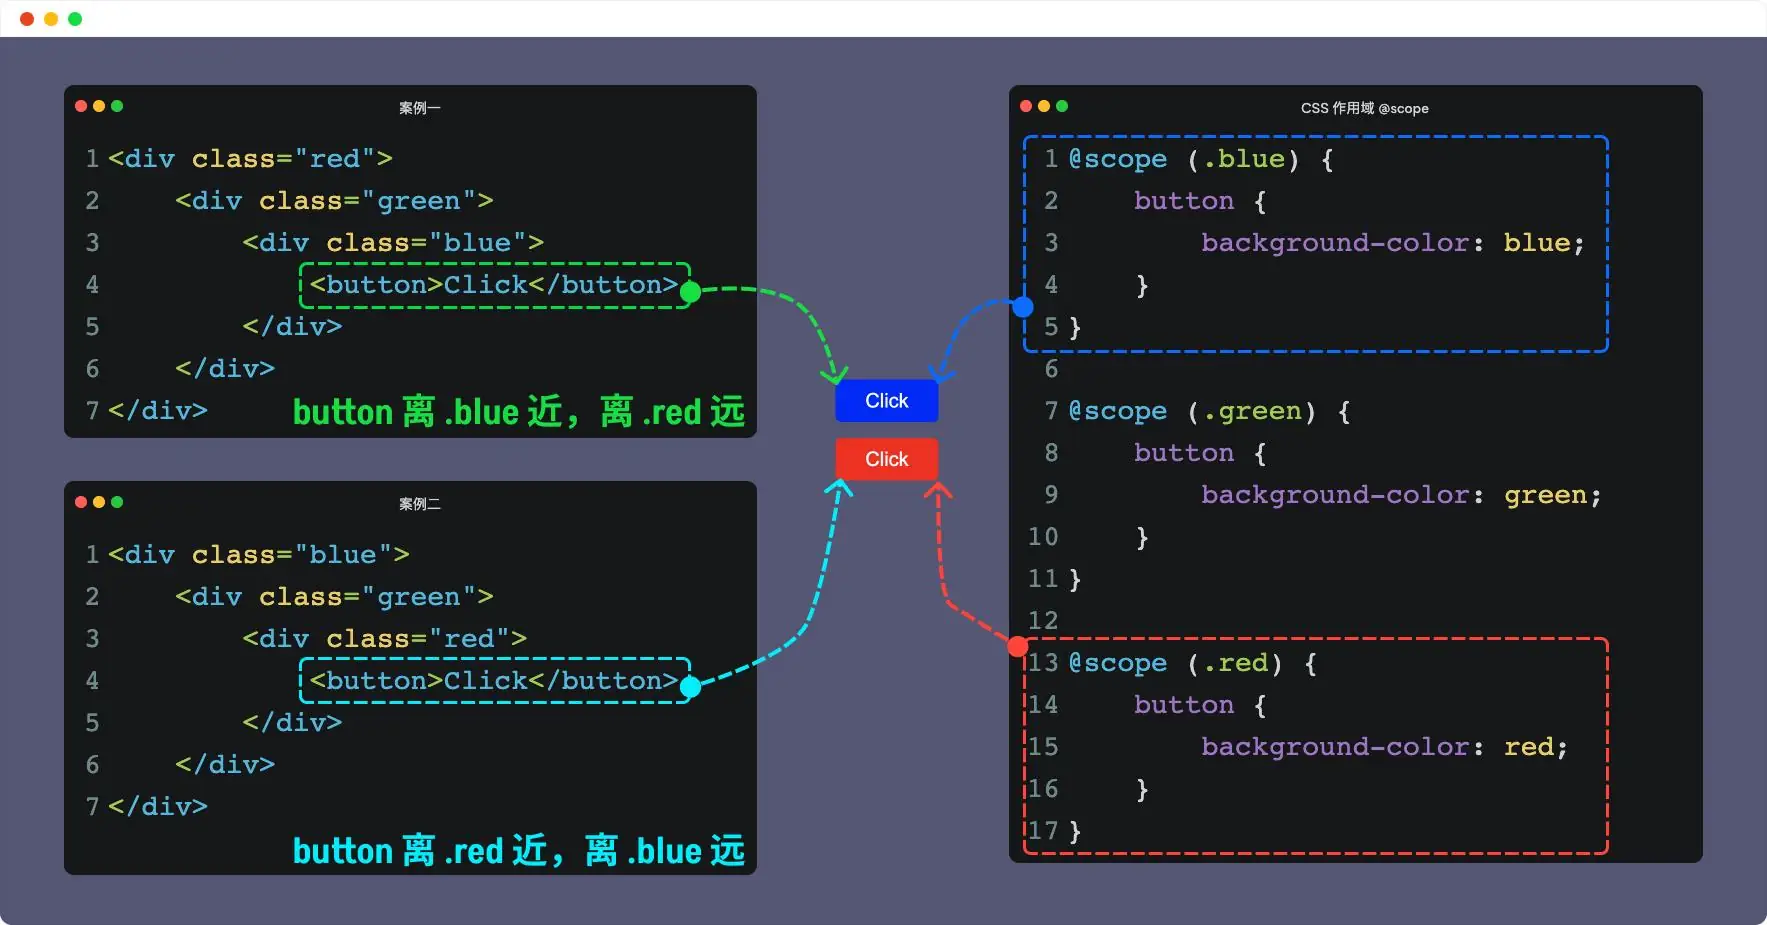 案例一
1 <div class="red">
2     <div class="green">
3         <div class="blue">
4             <button>Click</button>
5         </div>
6     </div>
7 </div>
button 离 .blue 近，离 .red 远
案例二
1 <div class="blue">
2     <div class="green">
3         <div class="red">
4             <button>Click</button>
5         </div>
6     </div>
7 </div>
button 离 .red 近，离 .blue 远
Click
Click
CSS 作用域 @scope
1 @scope (.blue) {
2     button {
3         background-color: blue;
4     }
5 }
6
7 @scope (.green) {
8     button {
9         background-color: green;
10     }
11 }
12
13 @scope (.red) {
14     button {
15         background-color: red;
16     }
17 }